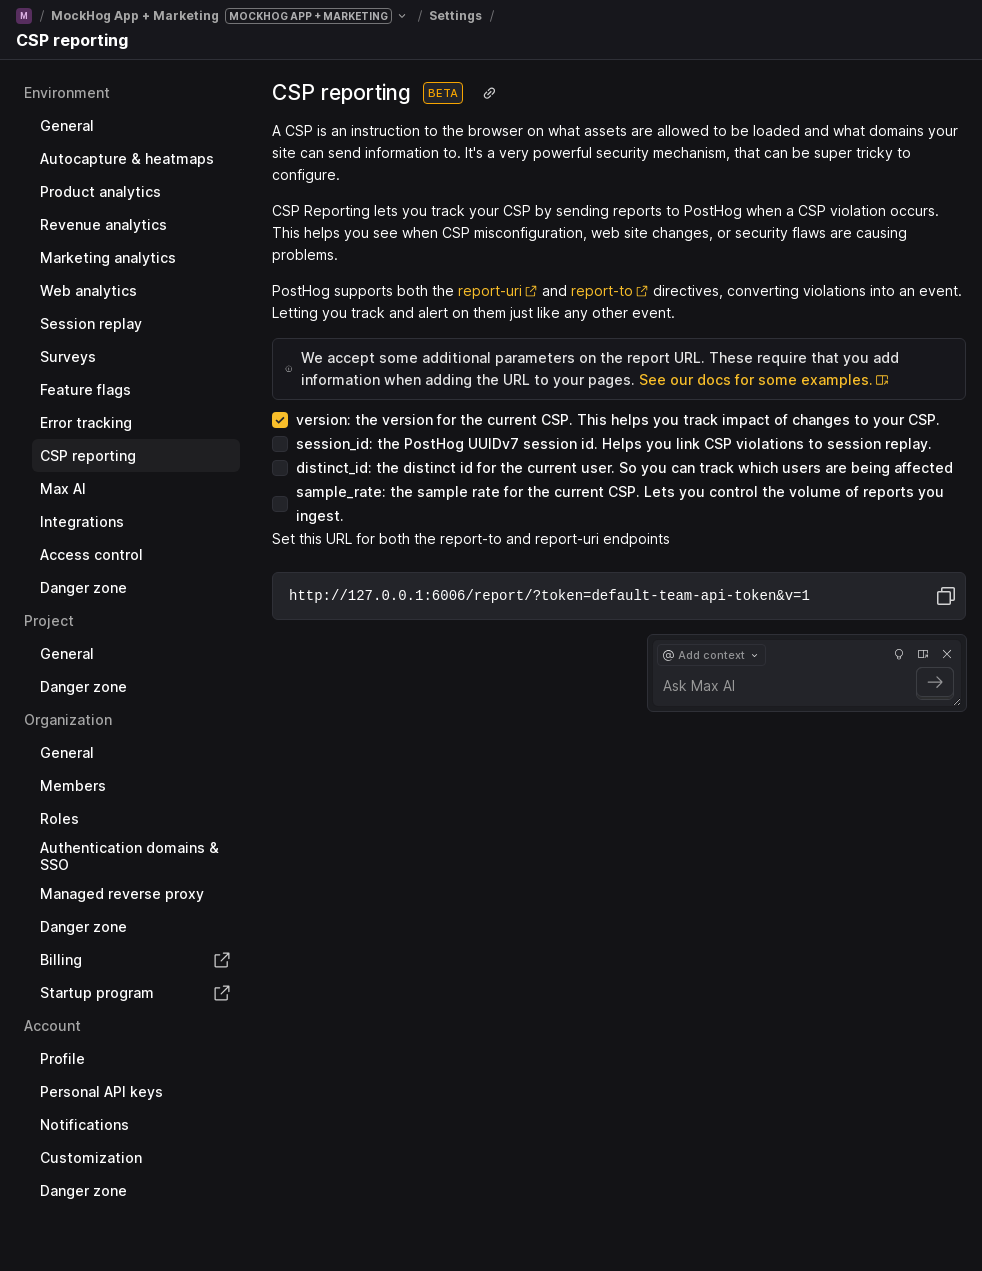 M / MockHog App + Marketing MOCKHOG APP + MARKETING / Settings /
CSP reporting
Environment
General
Autocapture & heatmaps
Product analytics
Revenue analytics
Marketing analytics
Web analytics
Session replay
Surveys
Feature flags
Error tracking
CSP reporting
Max AI
Integrations
Access control
Danger zone
Project
General
Danger zone
Organization
General
Members
Roles
Authentication domains &
SSO
Managed reverse proxy
Danger zone
Billing
Startup program
Account
Profile
Personal API keys
Notifications
Customization
Danger zone
CSP reporting BETA
A CSP is an instruction to the browser on what assets are allowed to be loaded and what domains your
site can send information to. It's a very powerful security mechanism, that can be super tricky to
configure.
CSP Reporting lets you track your CSP by sending reports to PostHog when a CSP violation occurs.
This helps you see when CSP misconfiguration, web site changes, or security flaws are causing
problems.
PostHog supports both the report-uri and report-to directives, converting violations into an event.
Letting you track and alert on them just like any other event.
We accept some additional parameters on the report URL. These require that you add
information when adding the URL to your pages. See our docs for some examples.
version: the version for the current CSP. This helps you track impact of changes to your CSP.
session_id: the PostHog UUIDv7 session id. Helps you link CSP violations to session replay.
distinct_id: the distinct id for the current user. So you can track which users are being affected
sample_rate: the sample rate for the current CSP. Lets you control the volume of reports you
ingest.
Set this URL for both the report-to and report-uri endpoints
http://127.0.0.1:6006/report/?token=default-team-api-token&v=1
@ Add context
Ask Max AI